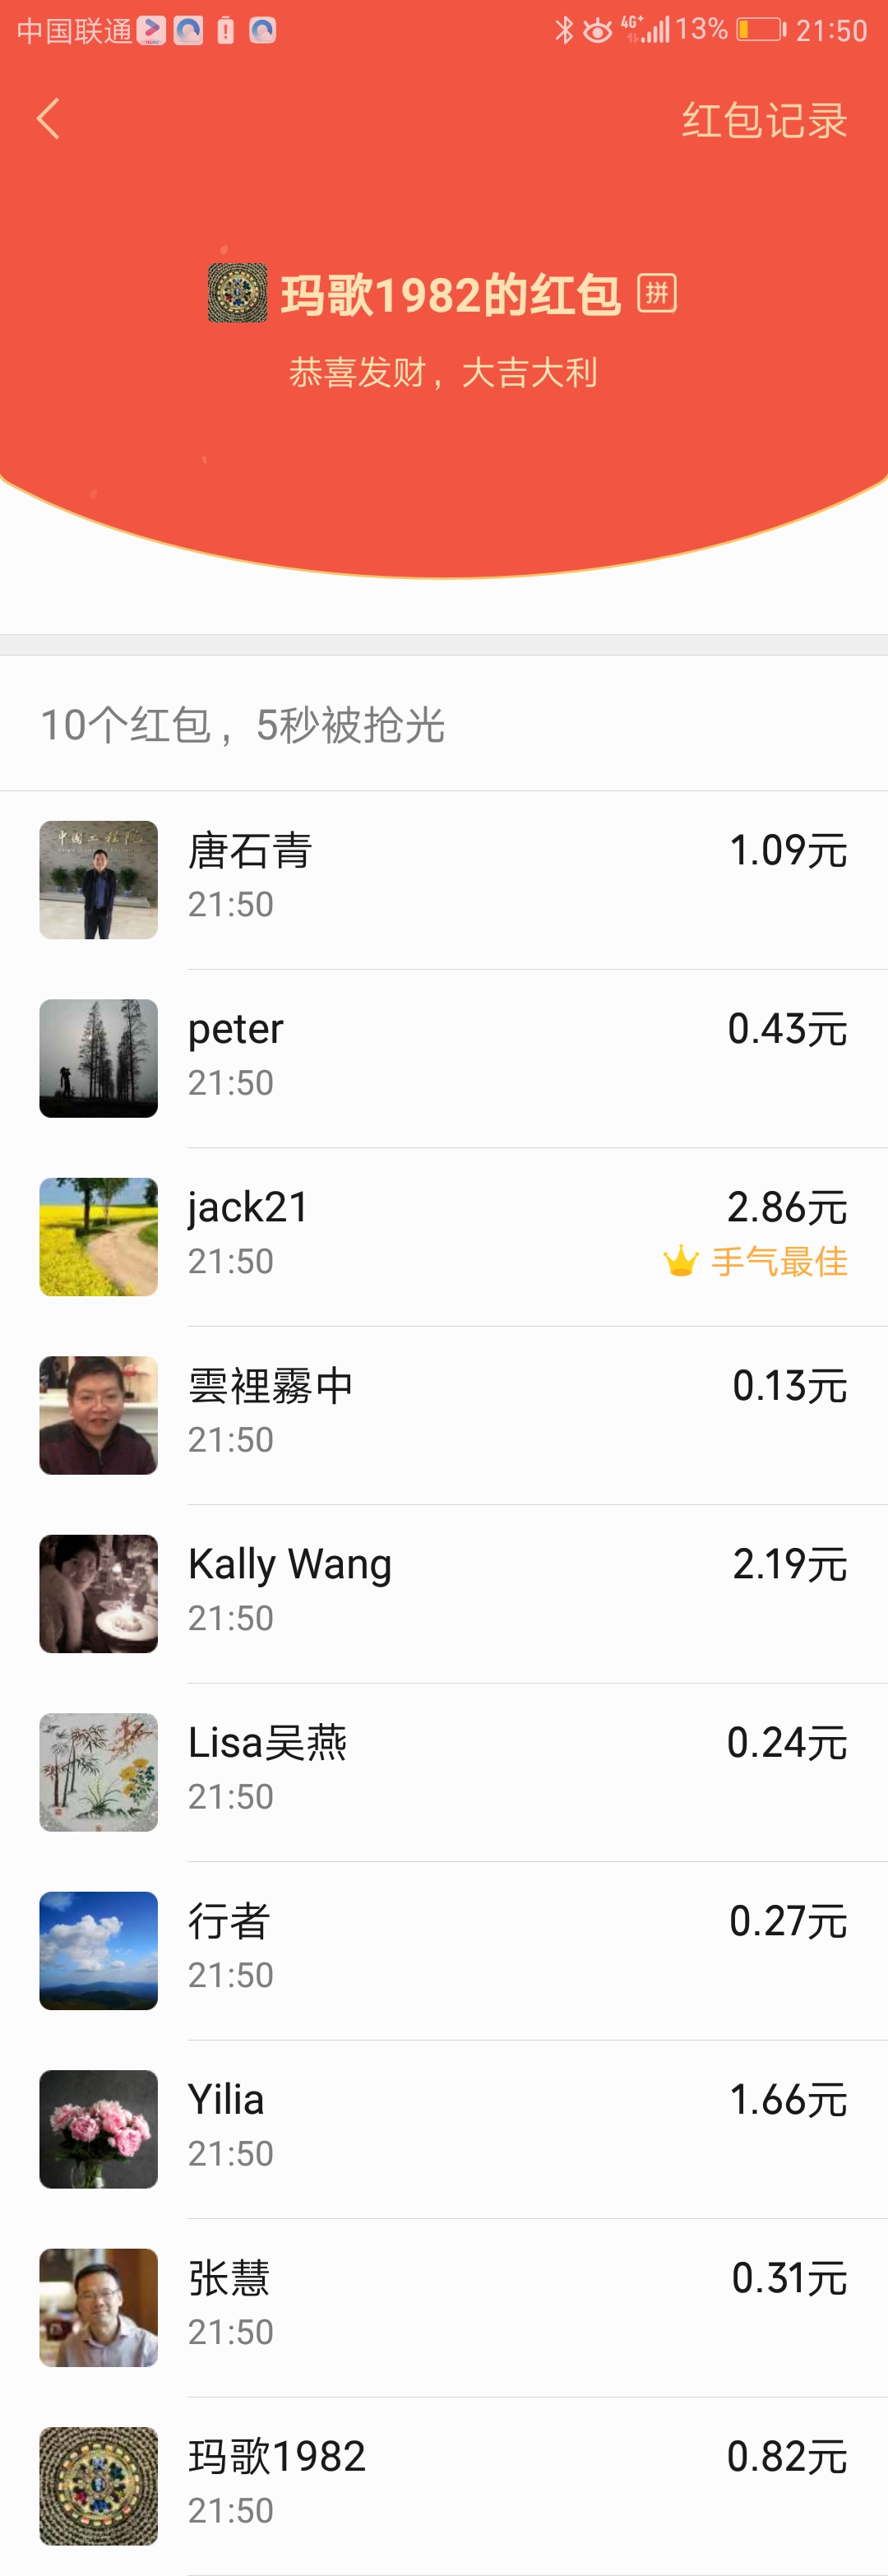 中国联通 4G+ 13% 21:50
红包记录
玛歌1982的红包 拼
恭喜发财，大吉大利
10个红包，5秒被抢光
中国工程院
唐石青 1.09元
21:50
peter 0.43元
21:50
jack21 2.86元
21:50 手气最佳
雲裡霧中 0.13元
21:50
Kally Wang 2.19元
21:50
Lisa吴燕 0.24元
21:50
行者 0.27元
21:50
Yilia 1.66元
21:50
张慧 0.31元
21:50
玛歌1982 0.82元
21:50